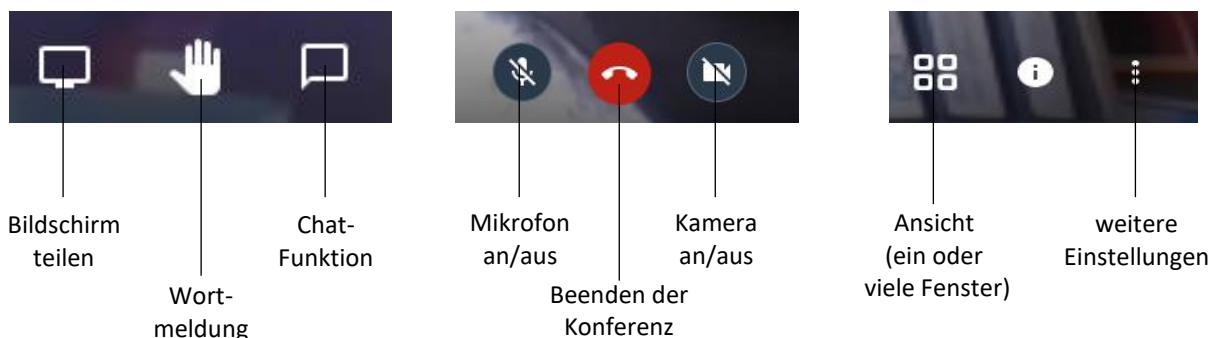 Bildschirm
teilen
Wort-
meldung
Chat-
Funktion
Mikrofon
an/aus
Beenden der
Konferenz
Kamera
an/aus
Ansicht
(ein oder
viele Fenster)
weitere
Einstellungen